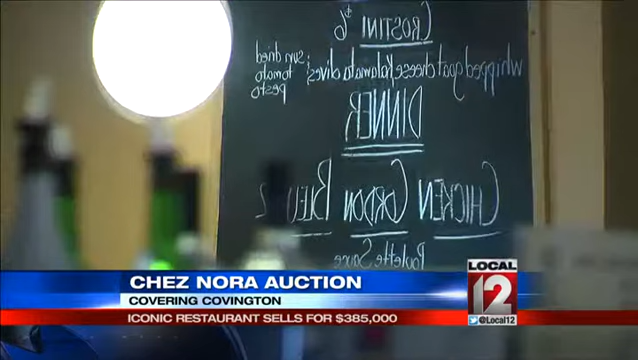 CROSTINI $6
whipped goat cheese kalamata olives
sun dried
tomato
pesto
DINNER
CHICKEN CORDON BLEU
Sauce
CHEZ NORA AUCTION
COVERING COVINGTON
ICONIC RESTAURANT SELLS FOR $385,000
LOCAL
12
@Local12